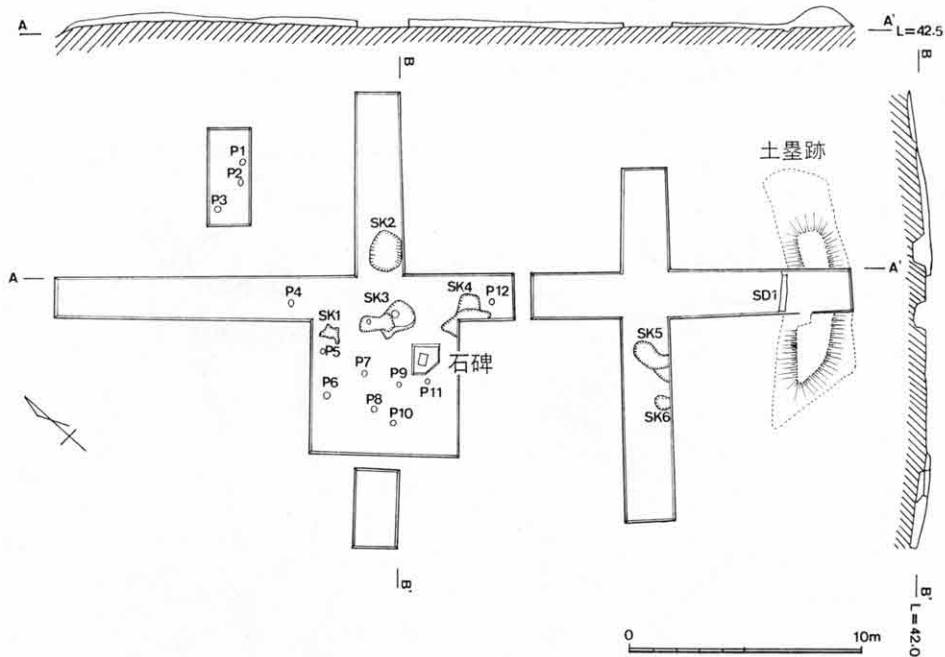 A
A'
L=42.5
B
B
土塁跡
P1
P2
P3
SK2
A
A'
P4
SK3
SK4
P12
SD1
SK1
P5
石碑
SK5
P7
P9
P11
P6
P8
P10
SK6
B'
B'
L=42.0
0
10m